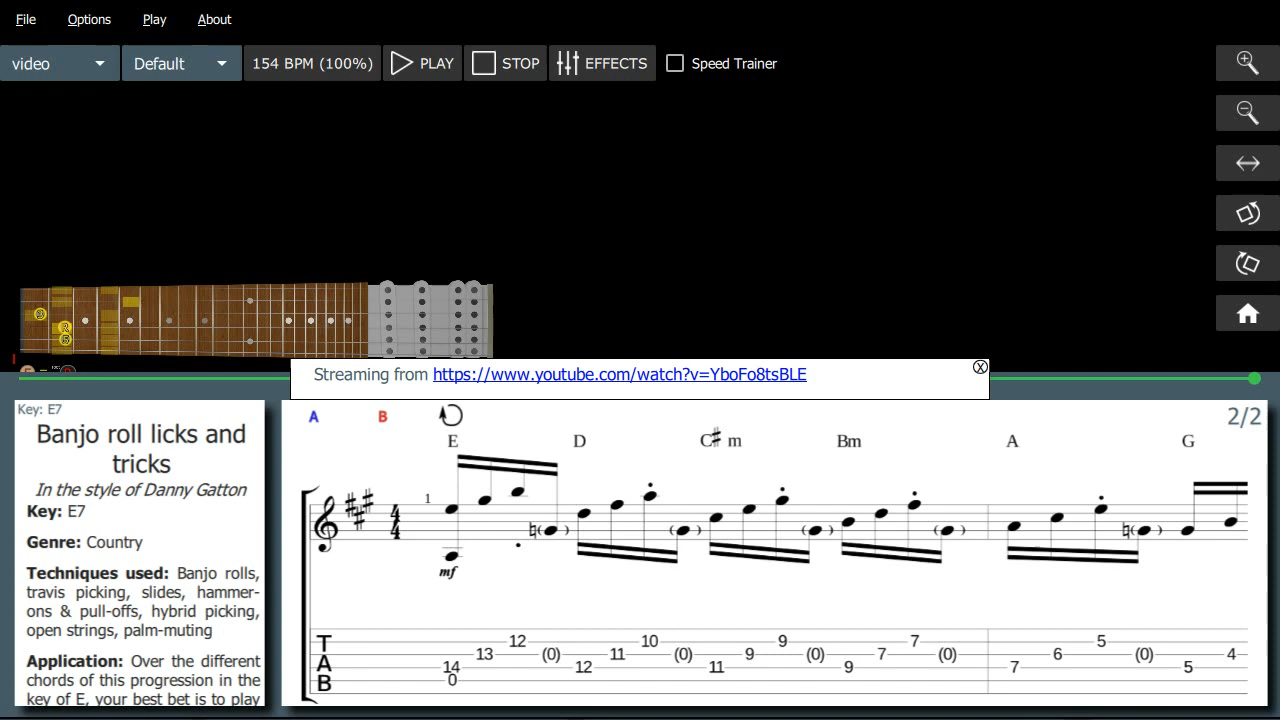 File Options Play About
video Default 154 BPM (100%) PLAY STOP EFFECTS Speed Trainer
3
R
5
Streaming from https://www.youtube.com/watch?v=YboFo8tsBLE X
Key: E7
Banjo roll licks and
tricks
In the style of Danny Gatton
Key: E7
Genre: Country
Techniques used: Banjo rolls,
travis picking, slides, hammer-
ons & pull-offs, hybrid picking,
open strings, palm-muting
Application: Over the different
chords of this progression in the
key of E, your best bet is to play
A B 2/2
E D C♯ m Bm A G
1
4
4
mf
T 12 10 9 7 5
A 13 (0) 11 (0) 9 (0) 7 (0) 6 (0) 4
14 12 11 9 7 5
B 0